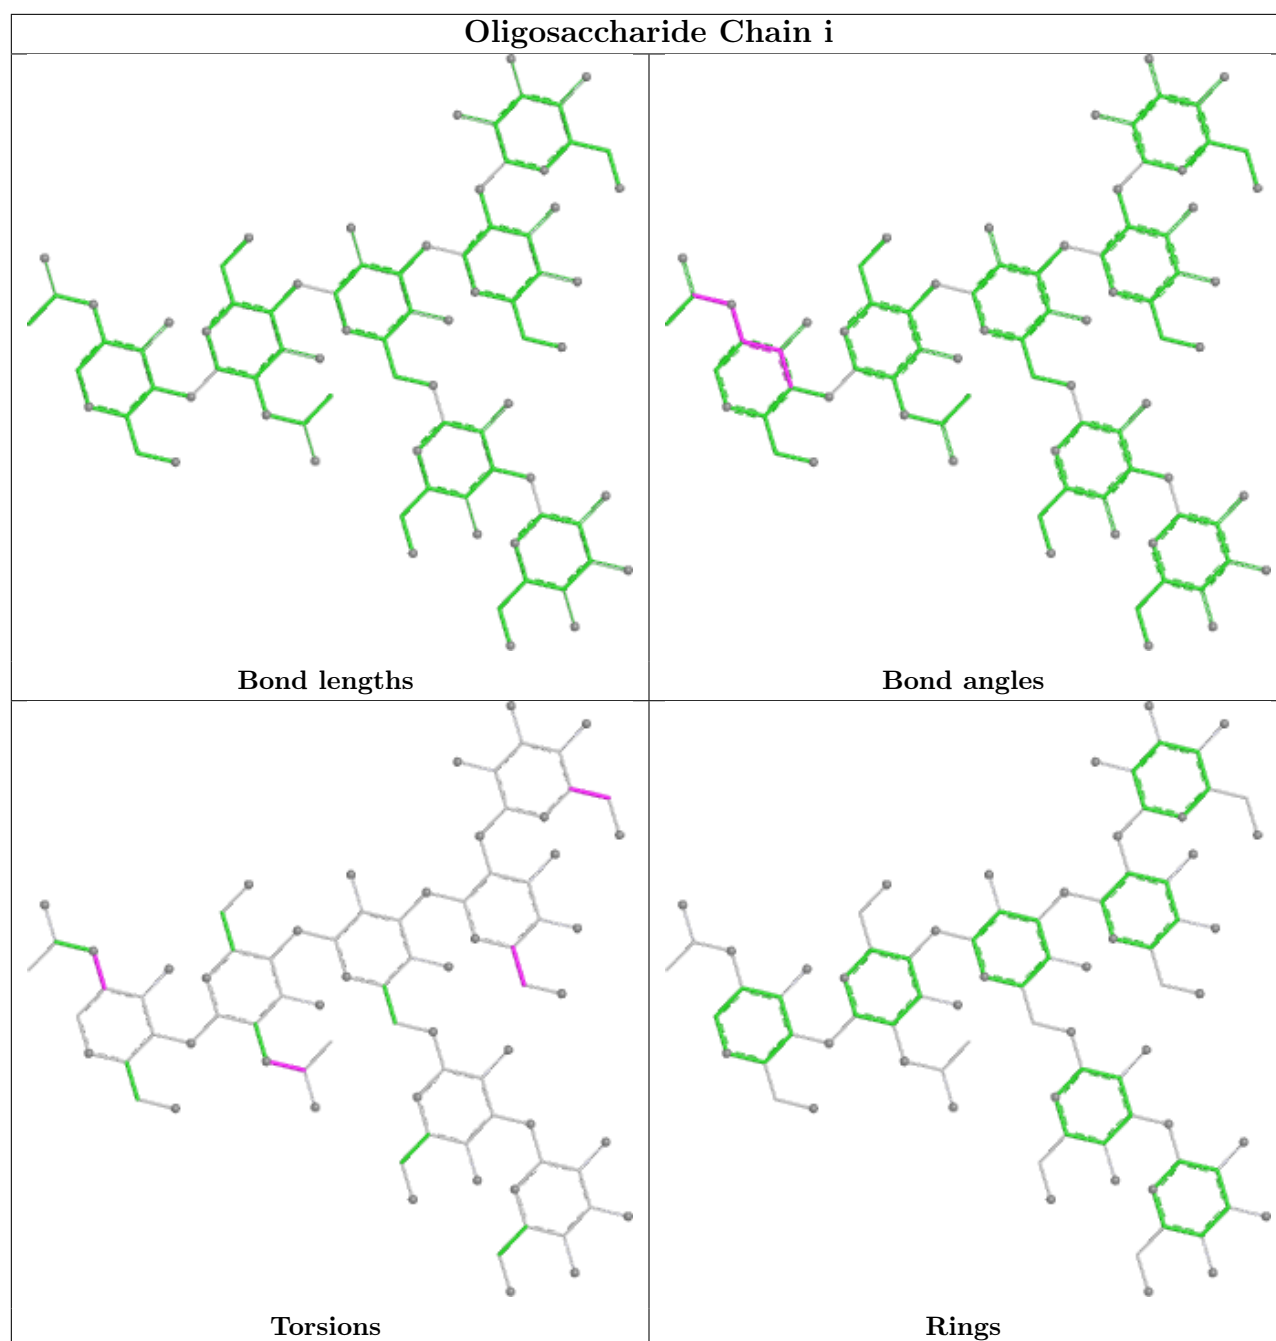 Oligosaccharide Chain i
Bond lengths
Bond angles
Torsions
Rings